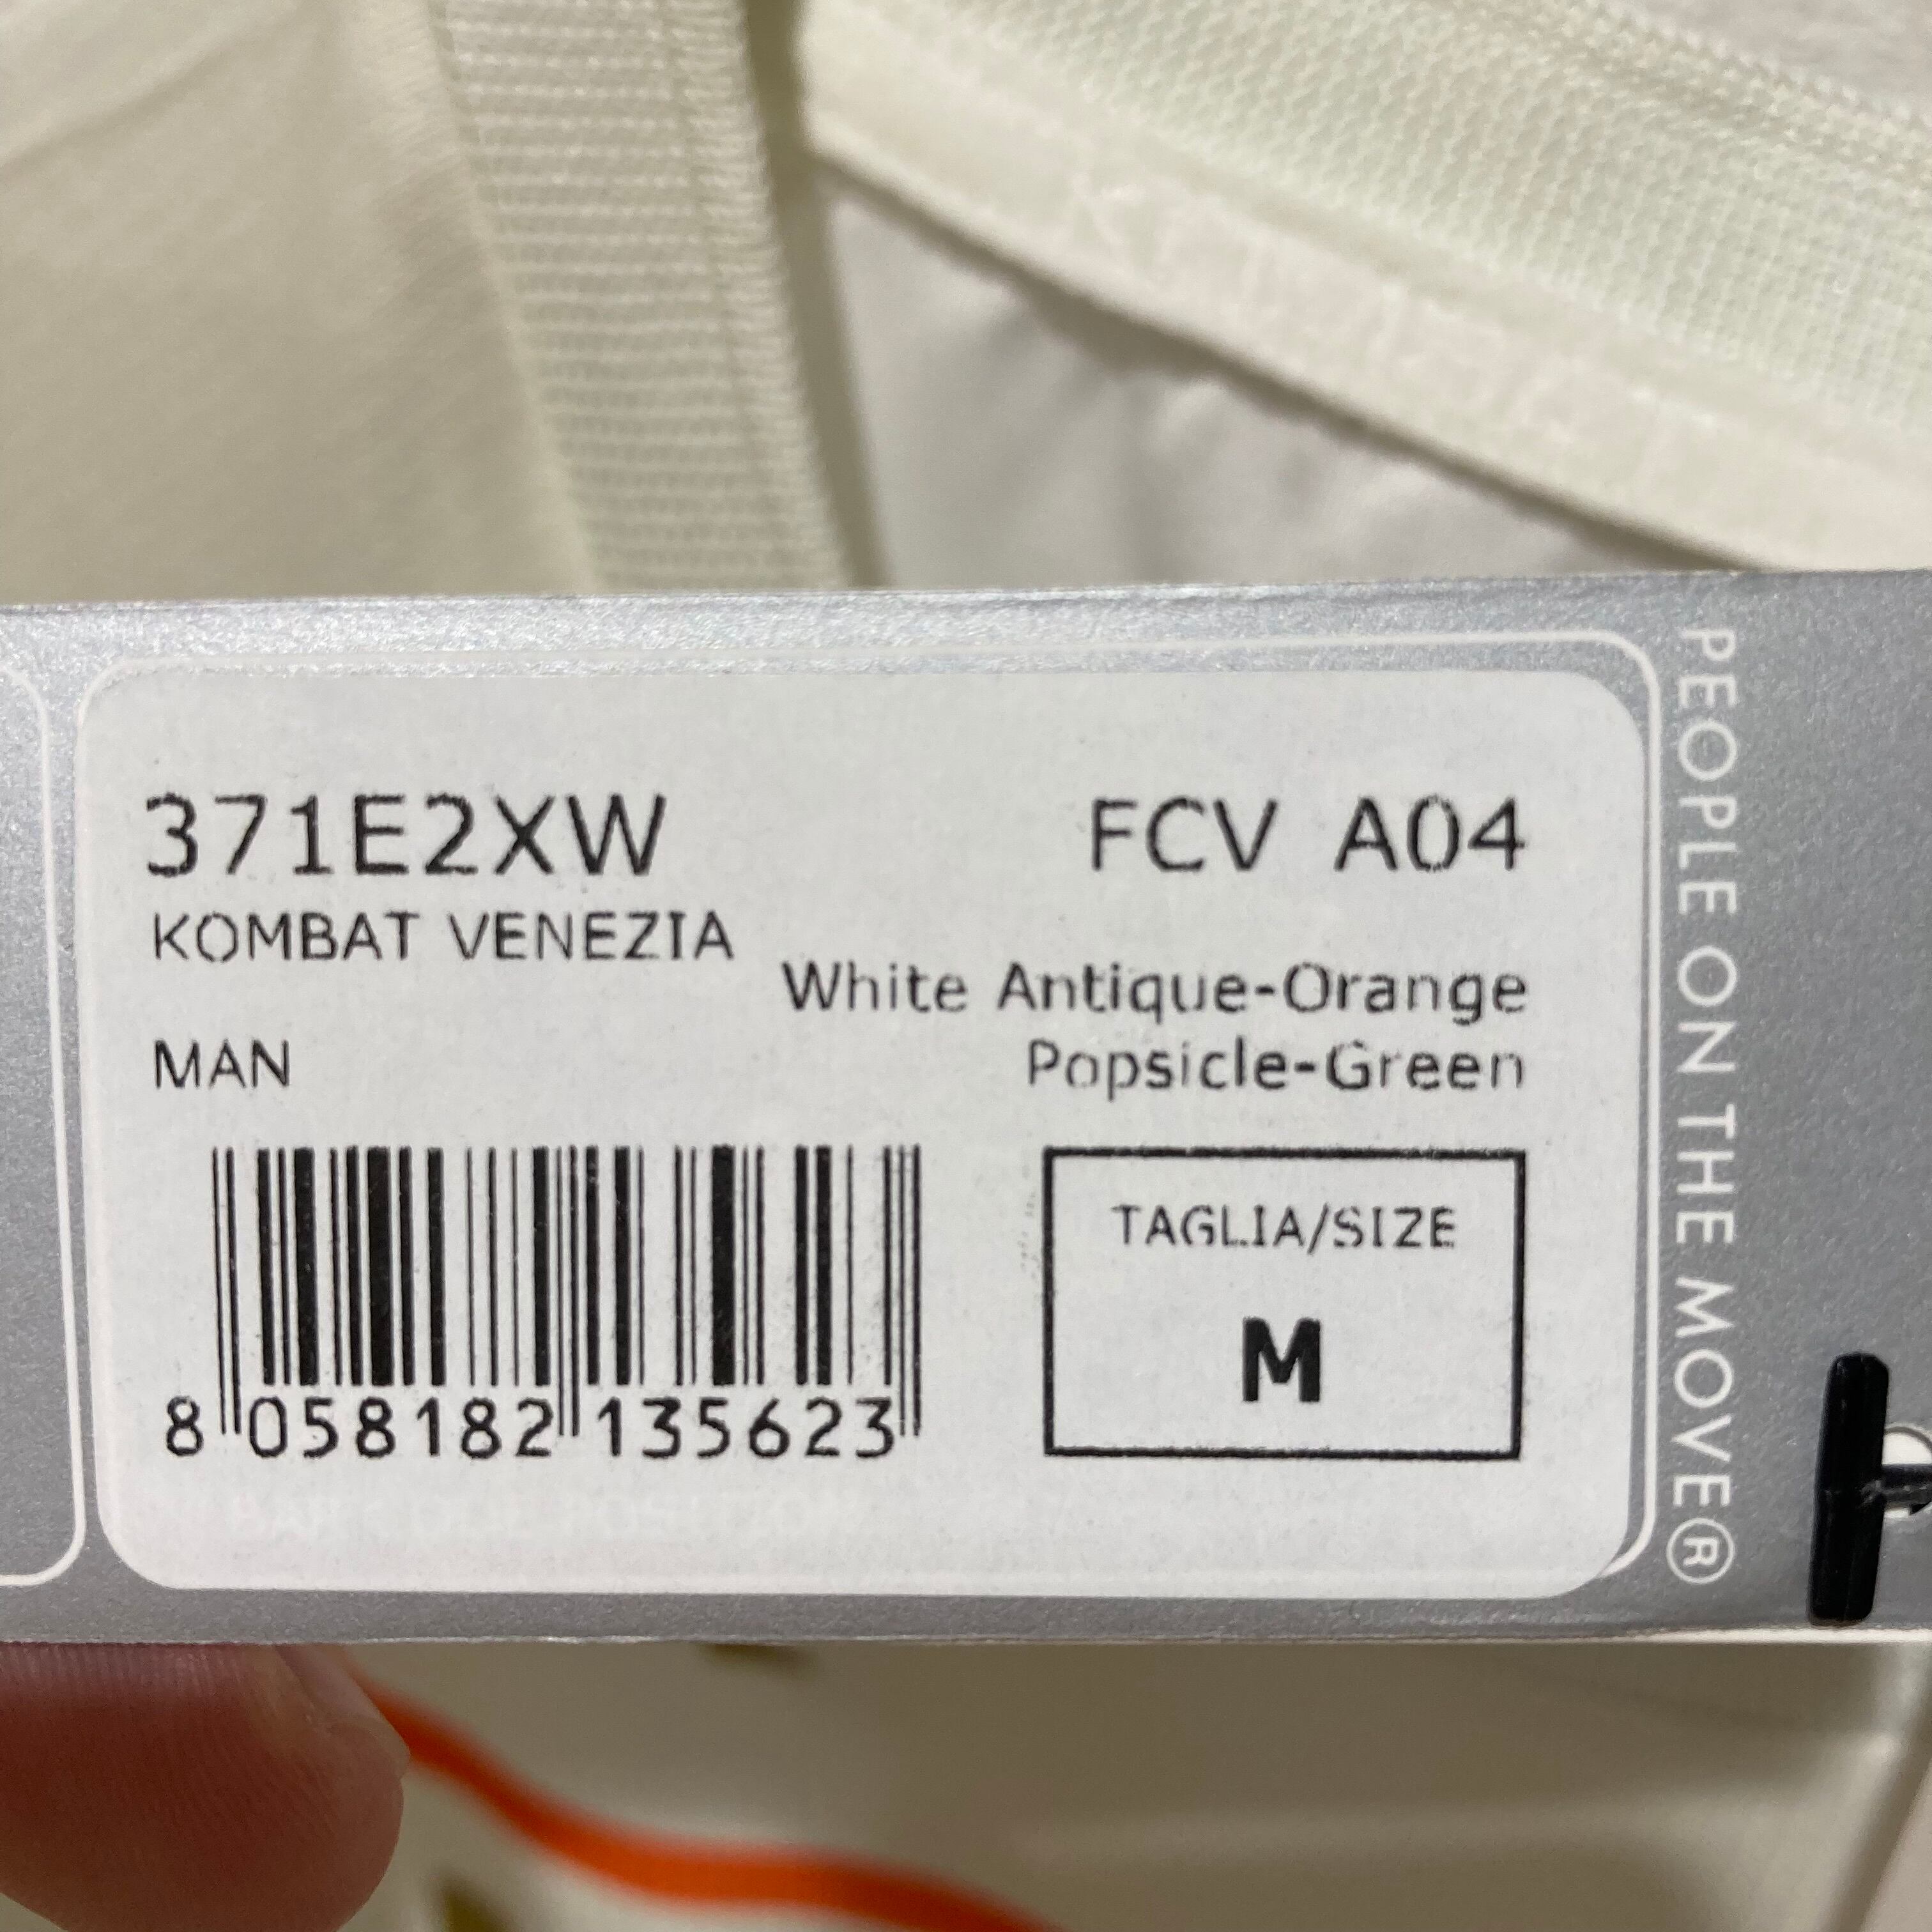 371E2XW FCV A04
KOMBAT VENEZIA
White Antique-Orange
MAN Popsicle-Green
TAGLIA/SIZE
M
8 058182 135623
PEOPLE ON THE MOVE®